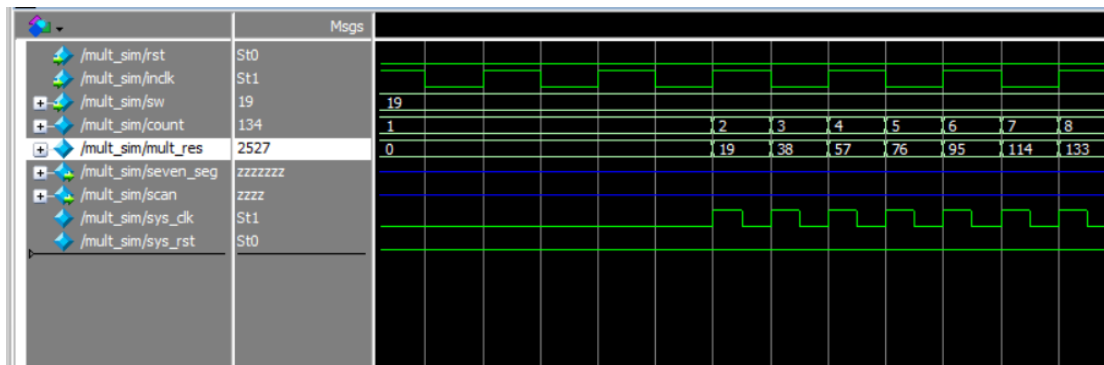 Msgs
/mult_sim/rst St0
/mult_sim/inclk St1
/mult_sim/sw 19 19
/mult_sim/count 134 1 2 3 4 5 6 7 8
/mult_sim/mult_res 2527 0 19 38 57 76 95 114 133
/mult_sim/seven_seg zzzzzzz
/mult_sim/scan zzzz
/mult_sim/sys_clk St1
/mult_sim/sys_rst St0